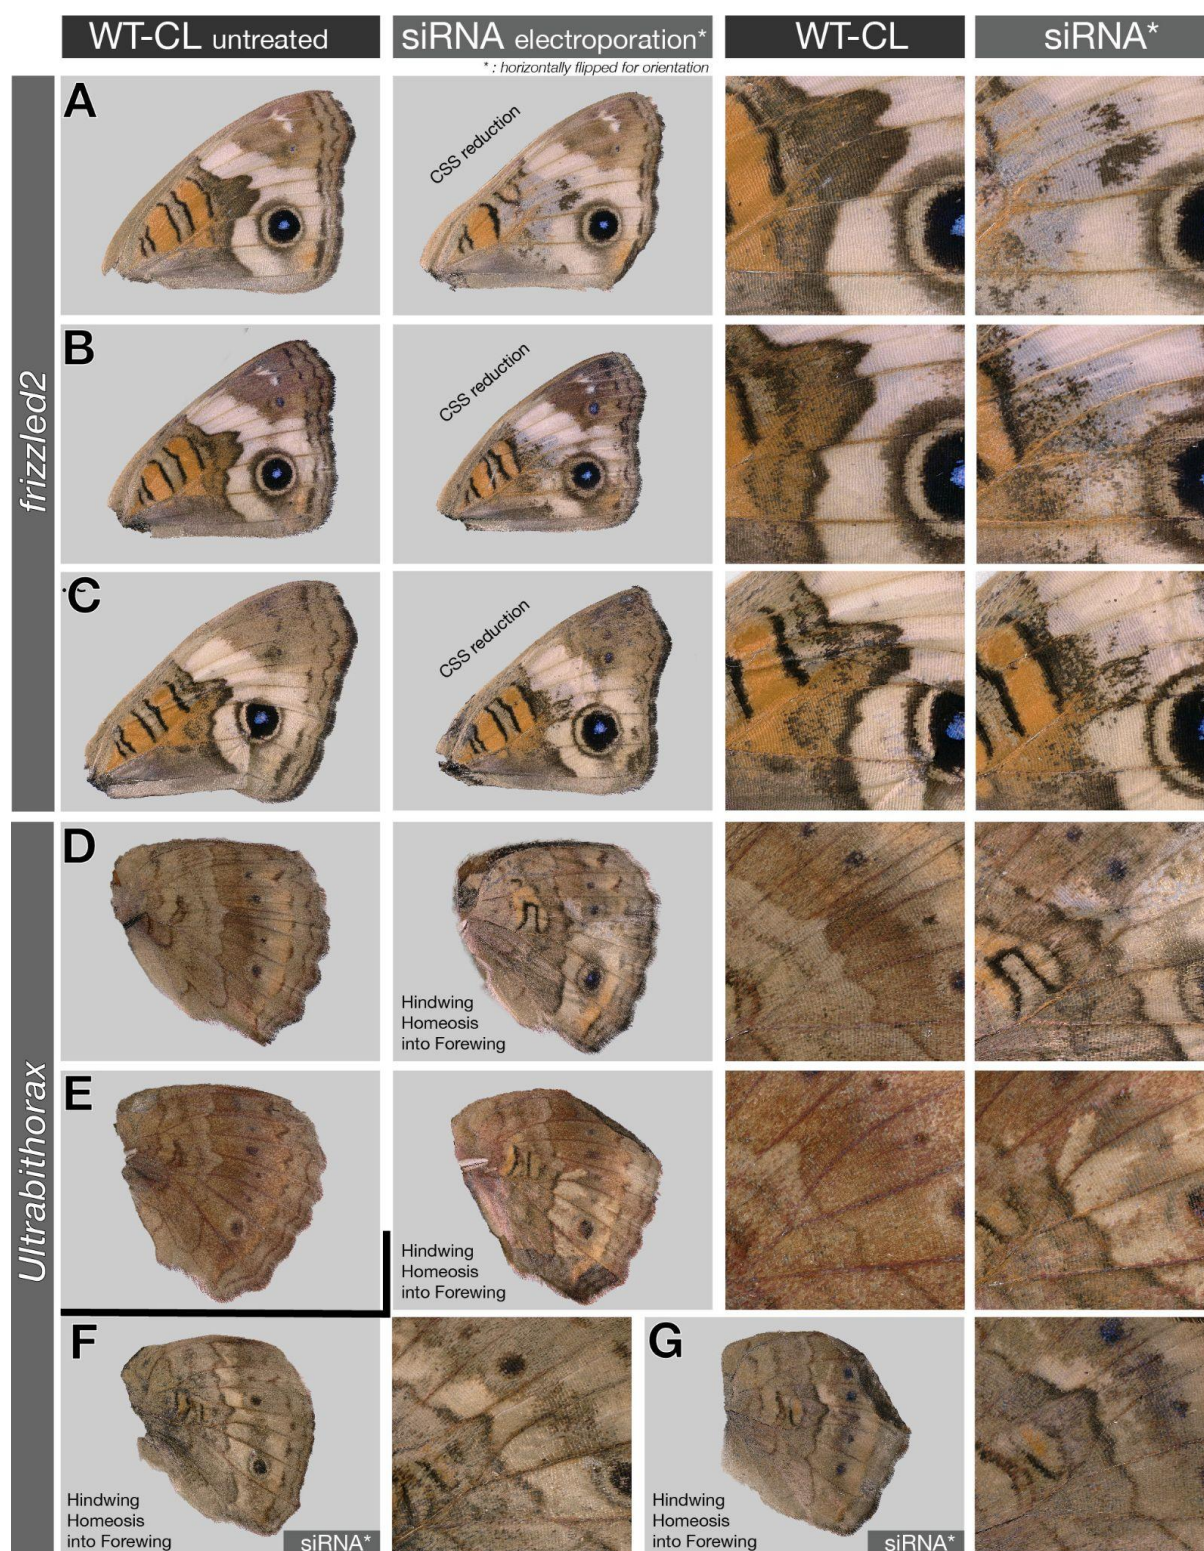 WT-CL untreated
siRNA electroporation*
WT-CL
siRNA*
* : horizontally flipped for orientation
frizzled2
A
CSS reduction
B
CSS reduction
C
CSS reduction
Ultrabithorax
D
Hindwing
Homeosis
into Forewing
E
Hindwing
Homeosis
into Forewing
F
Hindwing
Homeosis
into Forewing
siRNA*
G
Hindwing
Homeosis
into Forewing
siRNA*